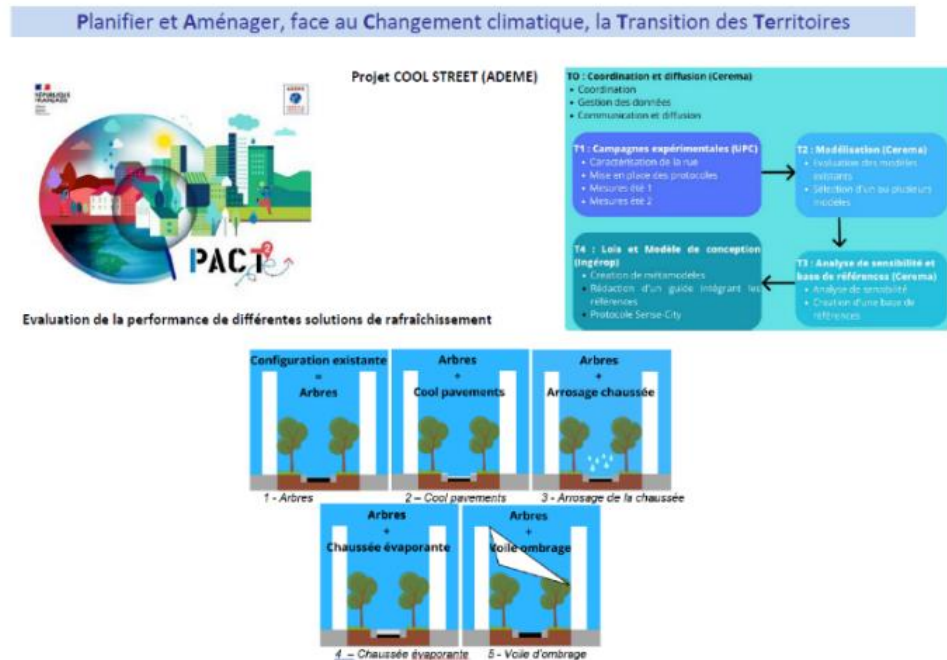 Planifier et Aménager, face au Changement climatique, la Transition des Territoires
RÉPUBLIQUE
FRANÇAISE
ADEME
Projet COOL STREET (ADEME)
PACT²
T0 : Coordination et diffusion (Cerema)
• Coordination
• Gestion des données
• Communication et diffusion
T1 : Campagnes expérimentales (UPC)
• Caractérisation de la rue
• Mise en place des protocoles
• Mesures été 1
• Mesures été 2
T2 : Modélisation (Cerema)
• Evaluation des modèles
existants
• Sélection d'un ou plusieurs
modèles
T4 : Lois et Modèle de conception
(Ingérop)
• Création de métamodèles
• Rédaction d'un guide intégrant les
références
• Protocole Sense-City
T3 : Analyse de sensibilité et
base de références (Cerema)
• Analyse de sensibilité
• Creation d'une base de
références
Evaluation de la performance de différentes solutions de rafraîchissement
Configuration existante
=
Arbres
1 - Arbres
Arbres
+
Cool pavements
2 – Cool pavements
Arbres
+
Arrosage chaussée
3 - Arrosage de la chaussée
Arbres
+
Chaussée évaporante
4 – Chaussée évaporante
Arbres
+
Voile ombrage
5 - Voile d'ombrage